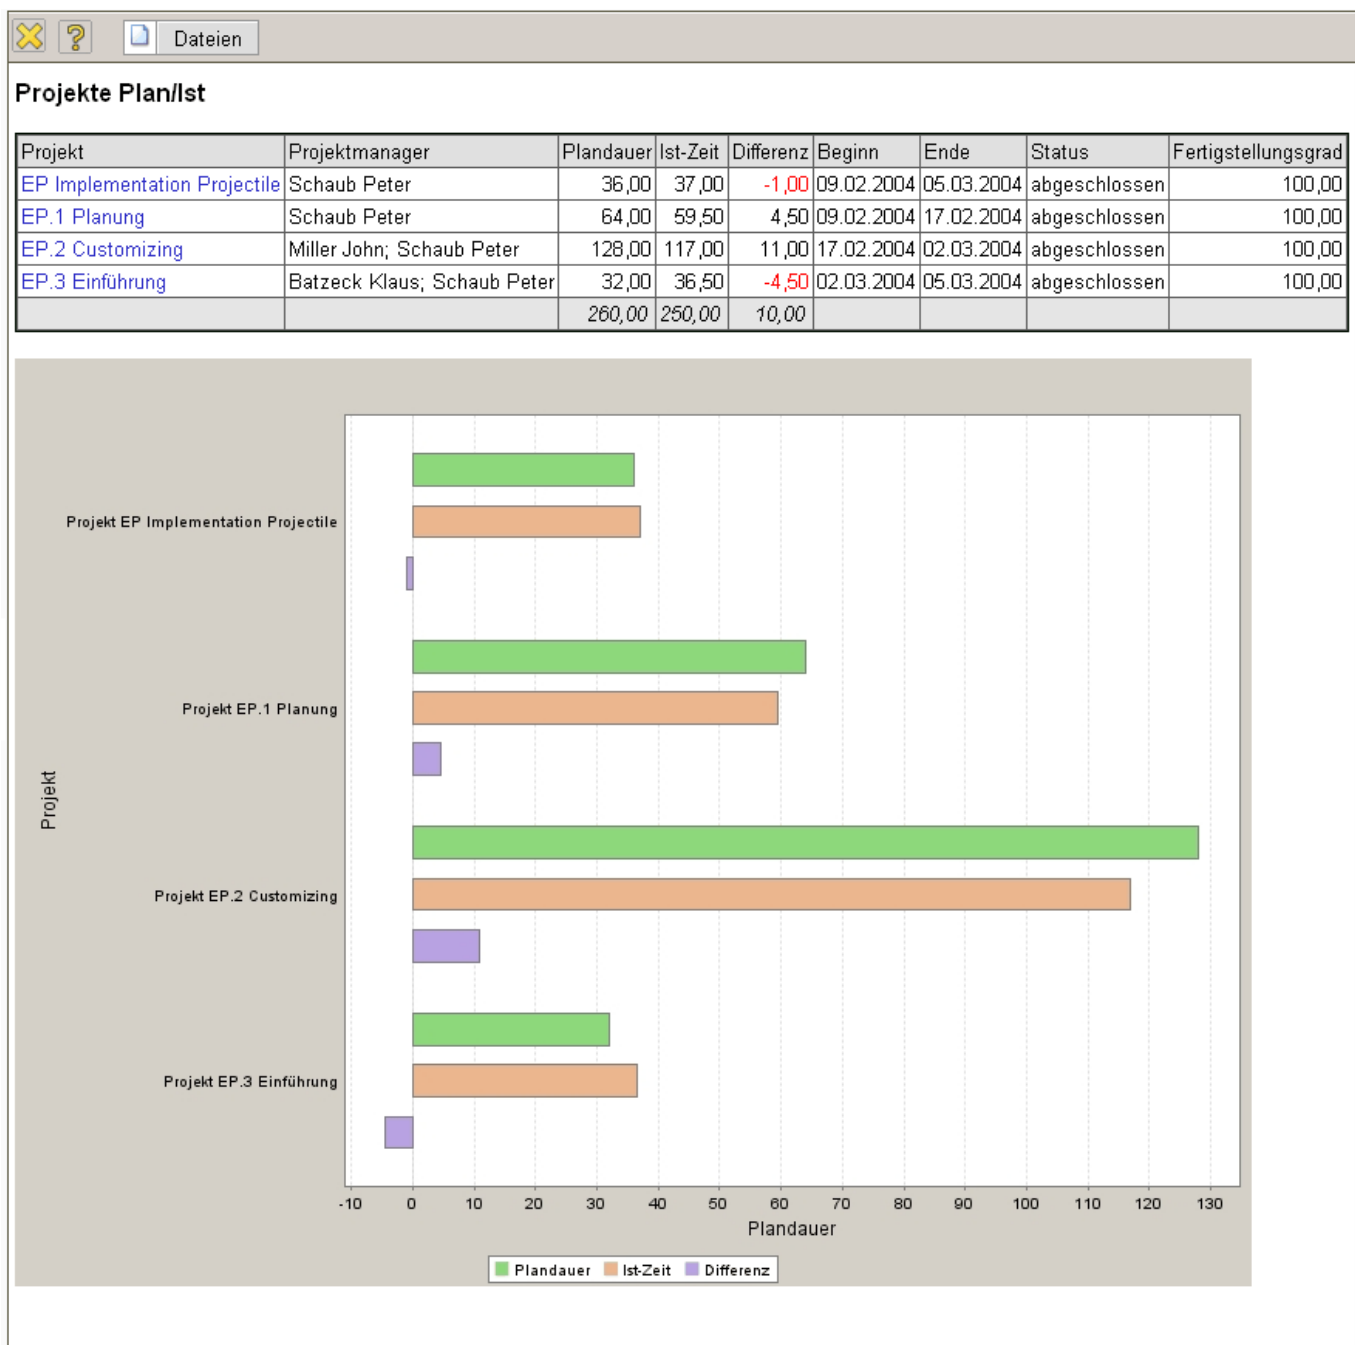 Dateien
Projekte Plan/Ist
Projekt Projektmanager Plandauer Ist-Zeit Differenz Beginn Ende Status Fertigstellungsgrad
EP Implementation Projectile Schaub Peter 36,00 37,00 -1,00 09.02.2004 05.03.2004 abgeschlossen 100,00
EP.1 Planung Schaub Peter 64,00 59,50 4,50 09.02.2004 17.02.2004 abgeschlossen 100,00
EP.2 Customizing Miller John; Schaub Peter 128,00 117,00 11,00 17.02.2004 02.03.2004 abgeschlossen 100,00
EP.3 Einführung Batzeck Klaus; Schaub Peter 32,00 36,50 -4,50 02.03.2004 05.03.2004 abgeschlossen 100,00
260,00 250,00 10,00
Projekt EP Implementation Projectile
Projekt EP.1 Planung
Projekt
Projekt EP.2 Customizing
Projekt EP.3 Einführung
-10 0 10 20 30 40 50 60 70 80 90 100 110 120 130
Plandauer
Plandauer Ist-Zeit Differenz